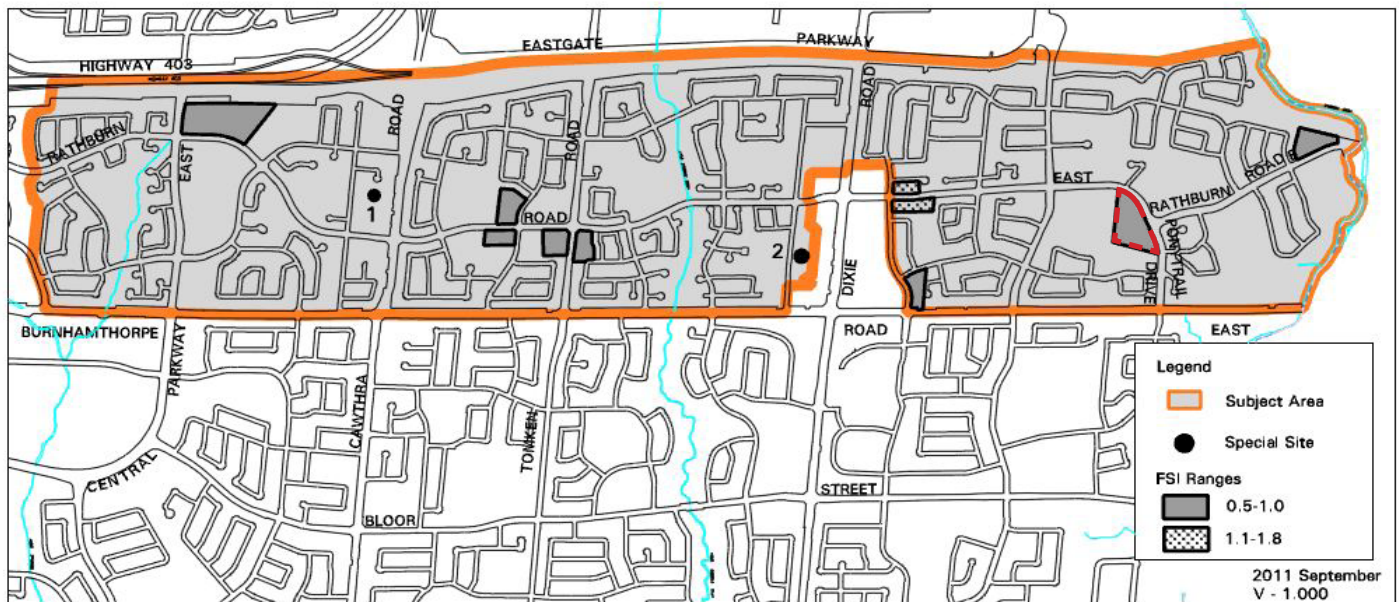 EASTGATE PARKWAY
HIGHWAY 403
RATHBURN
EAST
ROAD
ROAD
ROAD
1
ROAD
EAST
RATHBURN
ROAD E
PONYTRAIL
DRIVE
2
DIXIE
BURNHAMTHORPE
ROAD
EAST
PARKWAY
CAWTHRA
TOMKEN
CENTRAL
BLOOR
STREET
Legend
Subject Area
Special Site
FSI Ranges
0.5-1.0
1.1-1.8
2011 September
V - 1.000